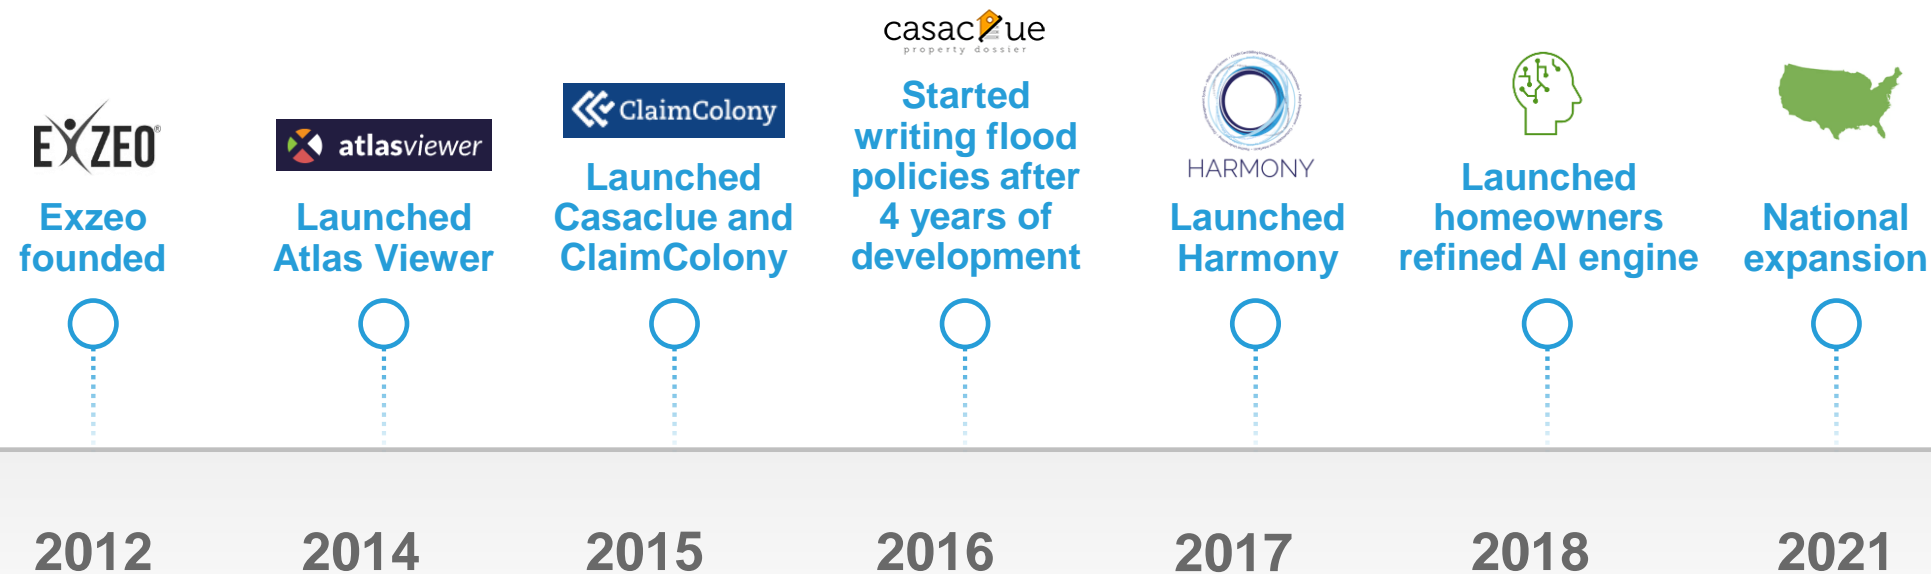 EXZEO®
Exzeo
founded
atlasviewer
Launched
Atlas Viewer
ClaimColony
Launched
Casaclue and
ClaimColony
casaclue
property dossier
Started
writing flood
policies after
4 years of
development
HARMONY
Launched
Harmony
Launched
homeowners
refined AI engine
National
expansion
2012
2014
2015
2016
2017
2018
2021